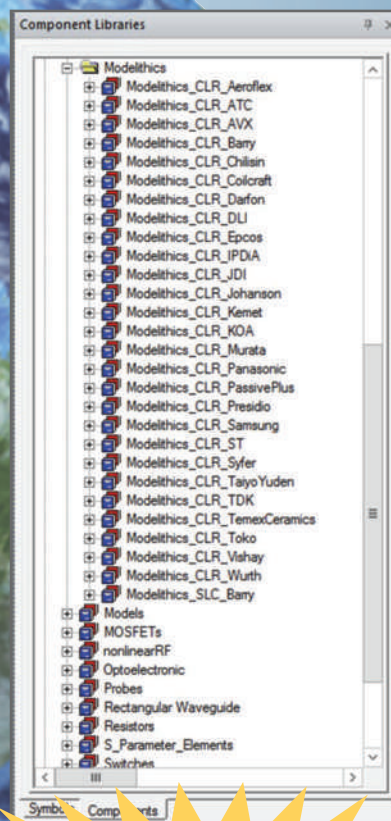 Component Libraries
Modelithics
Modelithics_CLR_Aeroflex
Modelithics_CLR_ATC
Modelithics_CLR_AVX
Modelithics_CLR_Barry
Modelithics_CLR_Chilisin
Modelithics_CLR_Coilcraft
Modelithics_CLR_Darfon
Modelithics_CLR_DLI
Modelithics_CLR_Epcos
Modelithics_CLR_IPDiA
Modelithics_CLR_JDI
Modelithics_CLR_Johanson
Modelithics_CLR_Kemet
Modelithics_CLR_KOA
Modelithics_CLR_Murata
Modelithics_CLR_Panasonic
Modelithics_CLR_PassivePlus
Modelithics_CLR_Presidio
Modelithics_CLR_Samsung
Modelithics_CLR_ST
Modelithics_CLR_Syfer
Modelithics_CLR_TaiyoYuden
Modelithics_CLR_TDK
Modelithics_CLR_TemexCeramics
Modelithics_CLR_Toko
Modelithics_CLR_Vishay
Modelithics_CLR_Wurth
Modelithics_SLC_Barry
Models
MOSFETs
nonlinearRF
Optoelectronic
Probes
Rectangular Waveguide
Resistors
S_Parameter_Elements
Switches
Components